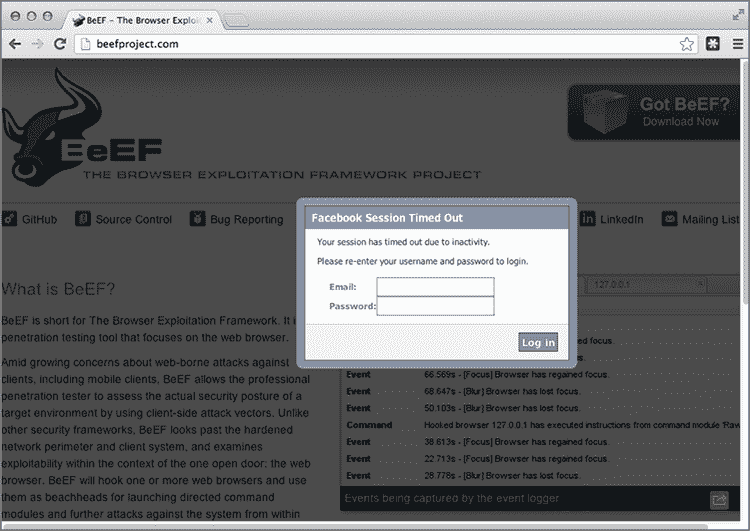 BeEF – The Browser Exploi
beefproject.com
BeEF
THE BROWSER EXPLOITATION FRAMEWORK PROJECT
Got BeEF?
Download Now
GitHub
Source Control
Bug Reporting
LinkedIn
Mailing List
Facebook Session Timed Out
Your session has timed out due to inactivity.
Please re-enter your username and password to login.
Email:
Password:
Log in
What is BeEF?
BeEF is short for The Browser Exploitation Framework. It i
penetration testing tool that focuses on the web browser.
Amid growing concerns about web-borne attacks against
clients, including mobile clients, BeEF allows the professional
penetration tester to assess the actual security posture of a
target environment by using client-side attack vectors. Unlike
other security frameworks, BeEF looks past the hardened
network perimeter and client system, and examines
exploitability within the context of the one open door: the web
browser. BeEF will hook one or more web browsers and use
them as beachheads for launching directed command
modules and further attacks against the system from within
127.0.0.1
ed focus.
s.
Event 66.569s - [Focus] Browser has regained focus.
Event 68.647s - [Blur] Browser has lost focus.
Event 50.103s - [Blur] Browser has lost focus.
Command Hooked browser 127.0.0.1 has executed instructions from command module 'Raw
Event 38.613s - [Focus] Browser has regained focus.
Event 22.713s - [Focus] Browser has regained focus.
Event 28.778s - [Blur] Browser has lost focus.
Events being captured by the event logger